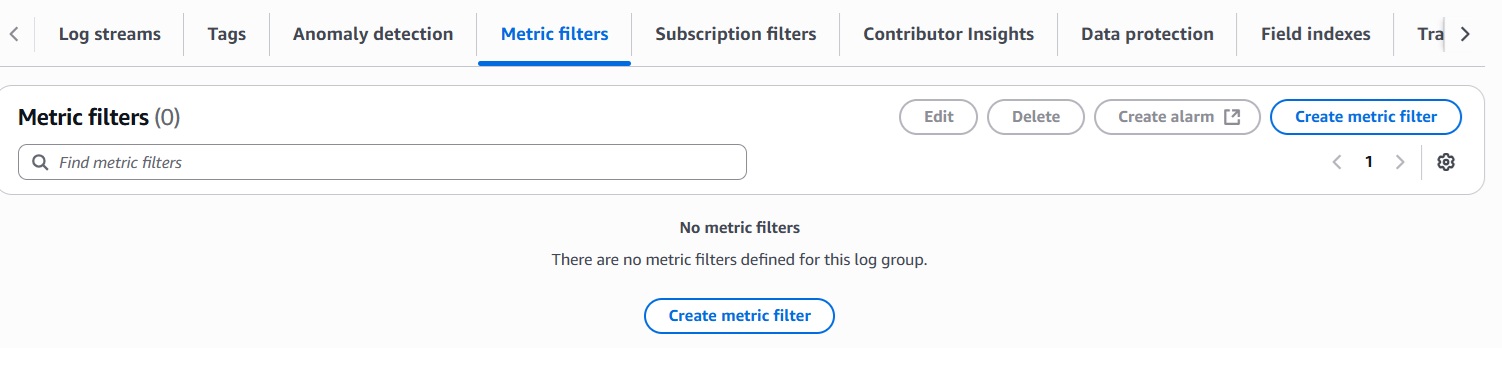 Log streams Tags Anomaly detection Metric filters Subscription filters Contributor Insights Data protection Field indexes Tra
Metric filters (0) Edit Delete Create alarm Create metric filter
Find metric filters 1
No metric filters
There are no metric filters defined for this log group.
Create metric filter